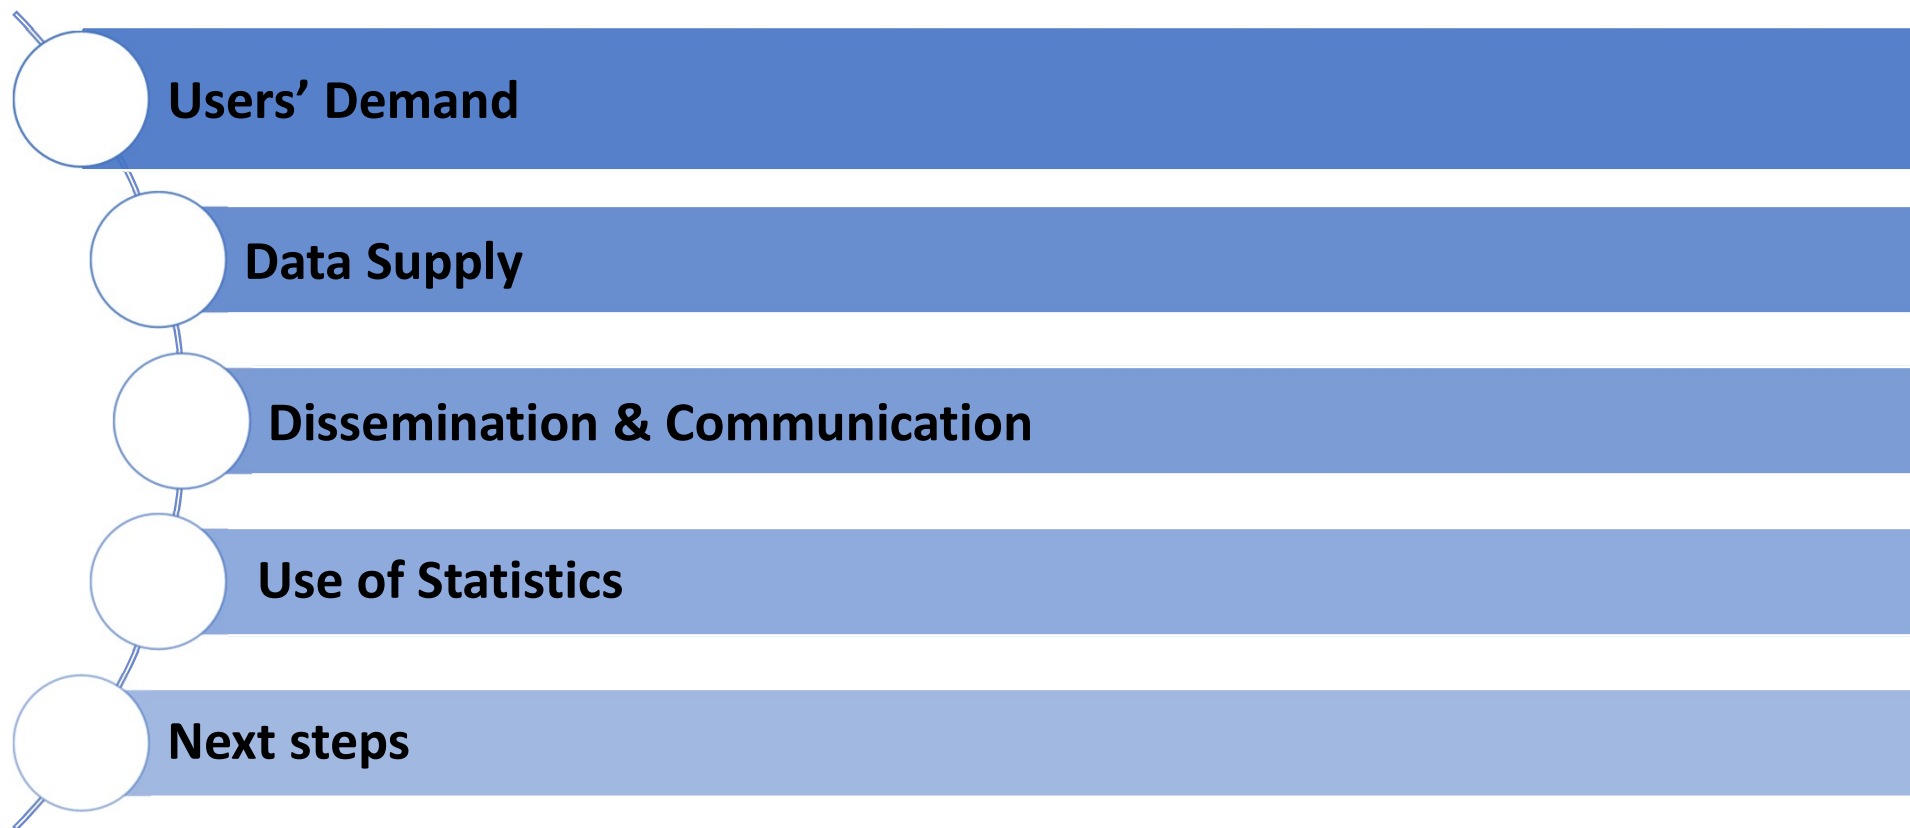 Users’ Demand
Data Supply
Dissemination & Communication
Use of Statistics
Next steps